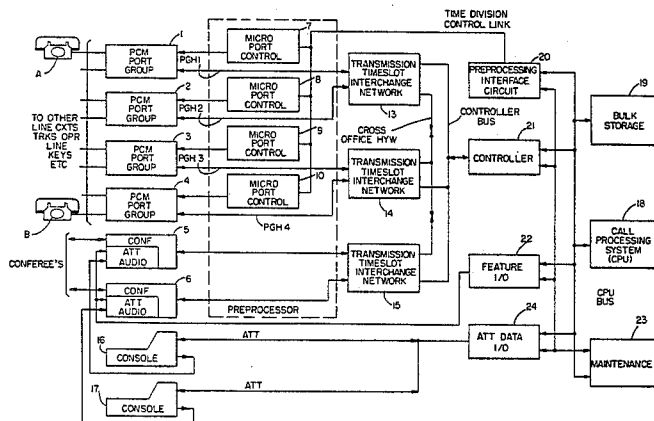 TIME DIVISION
CONTROL LINK
A
1
PCM
PORT
GROUP
PGH 1
7
MICRO
PORT
CONTROL
2
PCM
PORT
GROUP
PGH 2
8
MICRO
PORT
CONTROL
TO OTHER
LINE CKTS
TRKS OPR
LINE
KEYS
ETC
3
PCM
PORT
GROUP
PGH 3
9
MICRO
PORT
CONTROL
4
PCM
PORT
GROUP
PGH 4
10
MICRO
PORT
CONTROL
B
CONFEREE'S
5
CONF
ATT
AUDIO
6
CONF
ATT
AUDIO
PREPROCESSOR
TRANSMISSION
TIMESLOT
INTERCHANGE
NETWORK
13
CROSS
OFFICE HYW
TRANSMISSION
TIMESLOT
INTERCHANGE
NETWORK
14
TRANSMISSION
TIMESLOT
INTERCHANGE
NETWORK
15
CONTROLLER
BUS
20
PREPROCESSING
INTERFACE
CIRCUIT
21
CONTROLLER
22
FEATURE
I/O
24
ATT DATA
I/O
19
BULK
STORAGE
18
CALL
PROCESSING
SYSTEM
(CPU)
CPU
BUS
23
MAINTENANCE
16
CONSOLE
ATT
17
CONSOLE
ATT